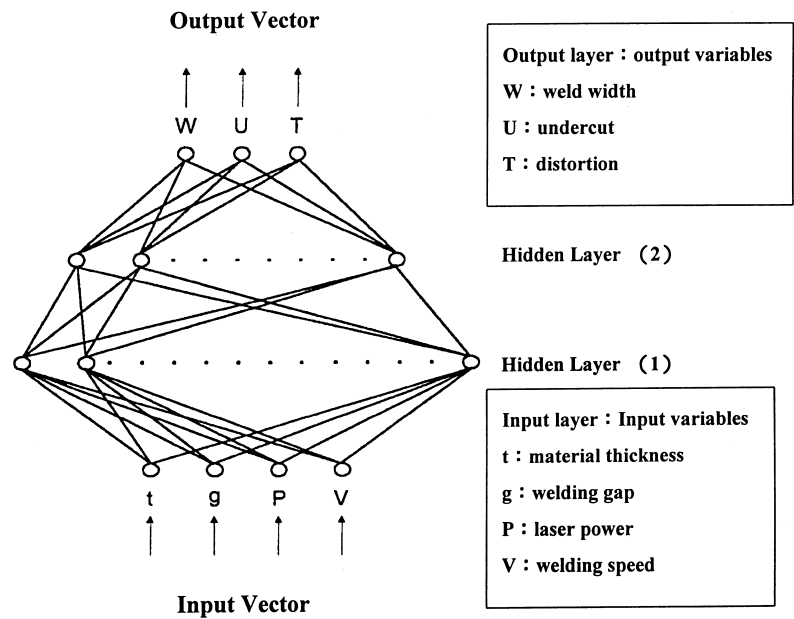 Output Vector
W U T
Output layer：output variables
W：weld width
U：undercut
T：distortion
Hidden Layer （2）
Hidden Layer （1）
Input layer：Input variables
t：material thickness
g：welding gap
P：laser power
V：welding speed
t g P V
Input Vector